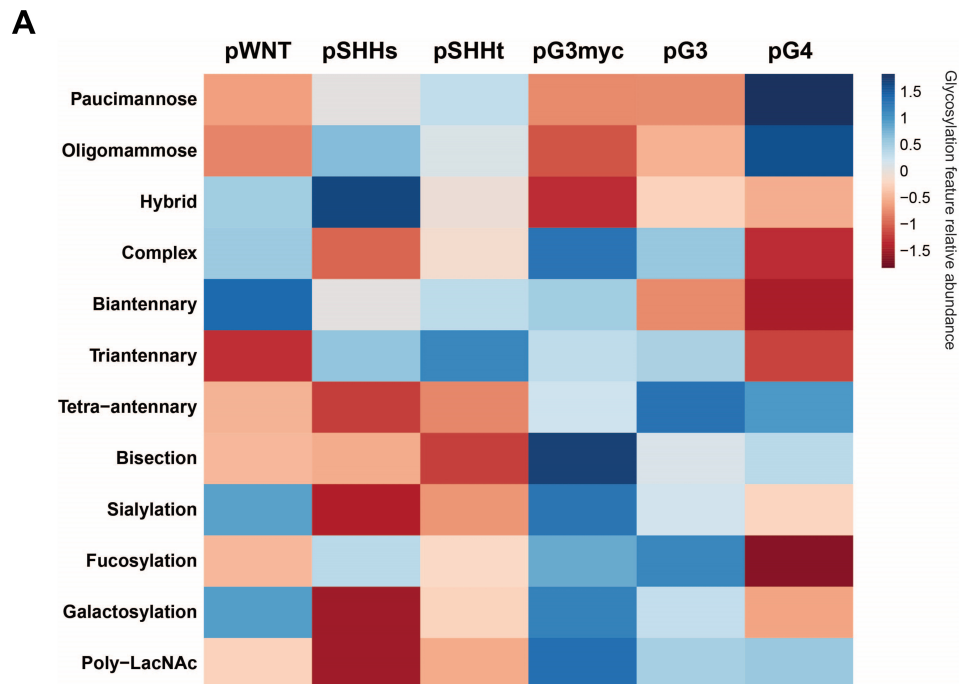 A
pWNT pSHHs pSHHt pG3myc pG3 pG4
Paucimannose
Oligomammose
Hybrid
Complex
Biantennary
Triantennary
Tetra−antennary
Bisection
Sialylation
Fucosylation
Galactosylation
Poly−LacNAc
1.5
1
0.5
0
−0.5
−1
−1.5
Glycosylation feature relative abundance